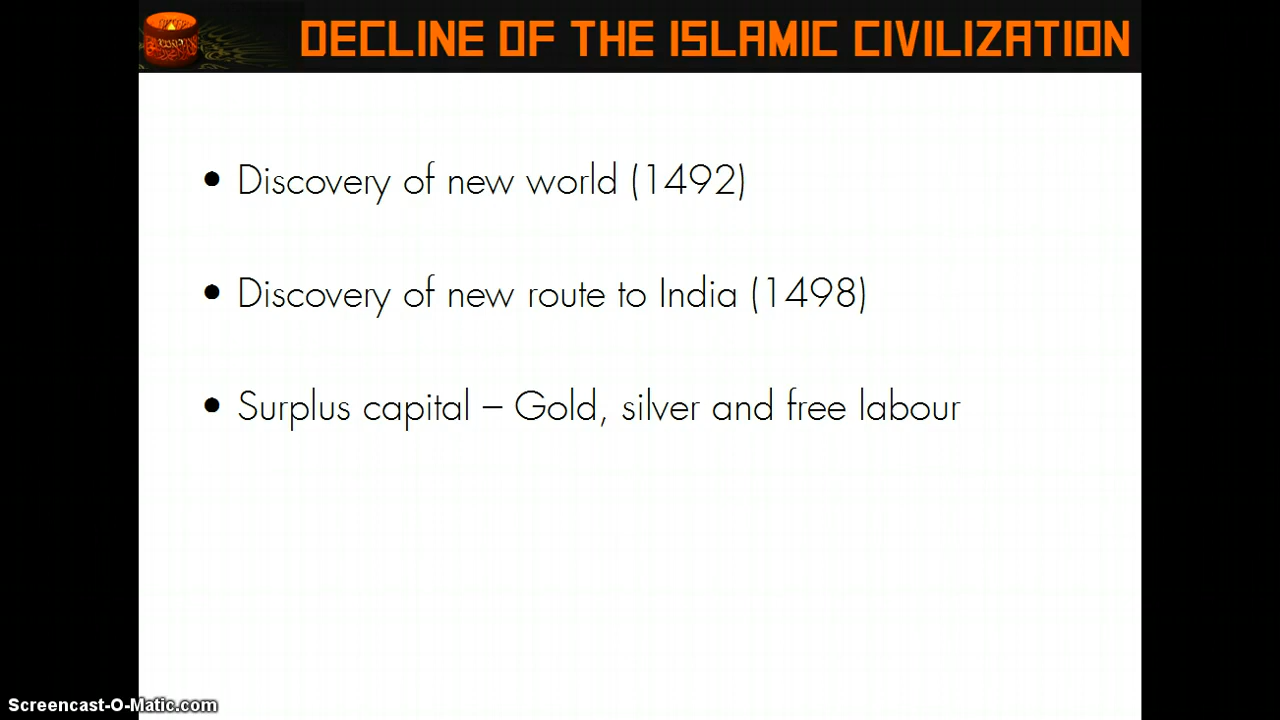 DECLINE OF THE ISLAMIC CIVILIZATION
• Discovery of new world (1492)
• Discovery of new route to India (1498)
• Surplus capital – Gold, silver and free labour
Screencast-O-Matic.com